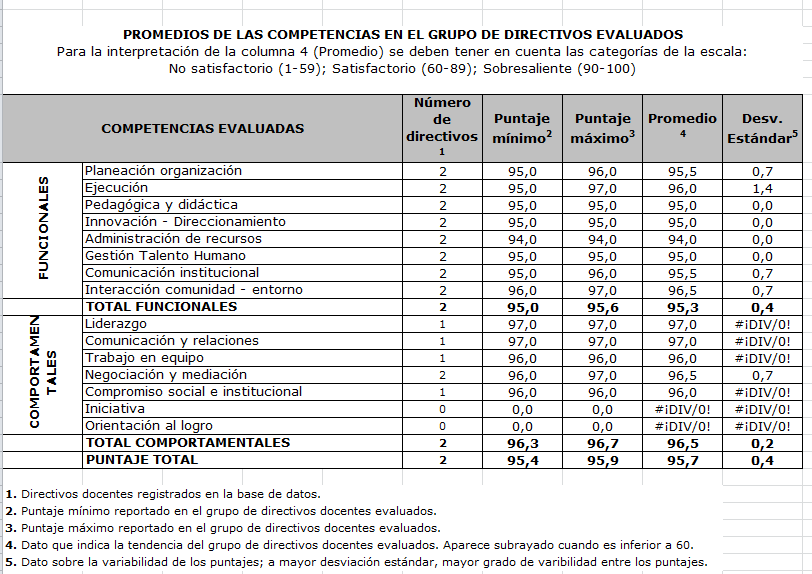 PROMEDIOS DE LAS COMPETENCIAS EN EL GRUPO DE DIRECTIVOS EVALUADOS
Para la interpretación de la columna 4 (Promedio) se deben tener en cuenta las categorías de la escala:
No satisfactorio (1-59); Satisfactorio (60-89); Sobresaliente (90-100)
COMPETENCIAS EVALUADAS Número de directivos 1 Puntaje mínimo2 Puntaje máximo3 Promedio 4 Desv. Estándar5
FUNCIONALES
Planeación organización 2 95,0 96,0 95,5 0,7
Ejecución 2 95,0 97,0 96,0 1,4
Pedagógica y didáctica 2 95,0 95,0 95,0 0,0
Innovación - Direccionamiento 2 95,0 95,0 95,0 0,0
Administración de recursos 2 94,0 94,0 94,0 0,0
Gestión Talento Humano 2 95,0 95,0 95,0 0,0
Comunicación institucional 2 95,0 96,0 95,5 0,7
Interacción comunidad - entorno 2 96,0 97,0 96,5 0,7
TOTAL FUNCIONALES 2 95,0 95,6 95,3 0,4
COMPORTAMEN
TALES
Liderazgo 1 97,0 97,0 97,0 #¡DIV/0!
Comunicación y relaciones 1 97,0 97,0 97,0 #¡DIV/0!
Trabajo en equipo 1 96,0 96,0 96,0 #¡DIV/0!
Negociación y mediación 2 96,0 97,0 96,5 0,7
Compromiso social e institucional 1 96,0 96,0 96,0 #¡DIV/0!
Iniciativa 0 0,0 0,0 #¡DIV/0! #¡DIV/0!
Orientación al logro 0 0,0 0,0 #¡DIV/0! #¡DIV/0!
TOTAL COMPORTAMENTALES 2 96,3 96,7 96,5 0,2
PUNTAJE TOTAL 2 95,4 95,9 95,7 0,4
1. Directivos docentes registrados en la base de datos.
2. Puntaje mínimo reportado en el grupo de directivos docentes evaluados.
3. Puntaje máximo reportado en el grupo de directivos docentes evaluados.
4. Dato que indica la tendencia del grupo de directivos docentes evaluados. Aparece subrayado cuando es inferior a 60.
5. Dato sobre la variabilidad de los puntajes; a mayor desviación estándar, mayor grado de varibilidad entre los puntajes.